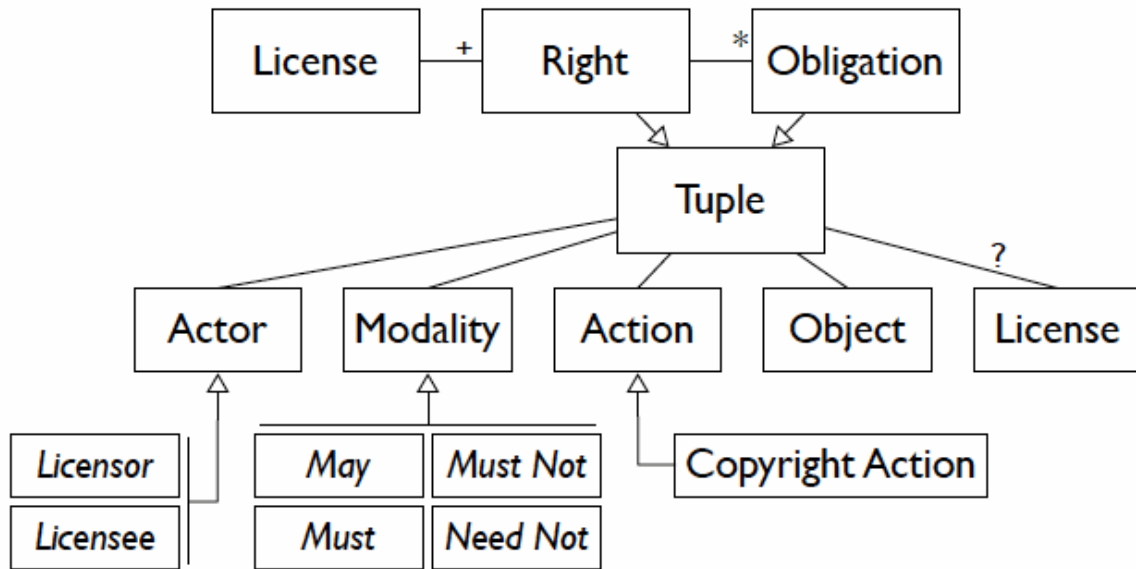 License + Right * Obligation
Tuple
?
Actor Modality Action Object License
Licensor May Must Not Copyright Action
Licensee Must Need Not